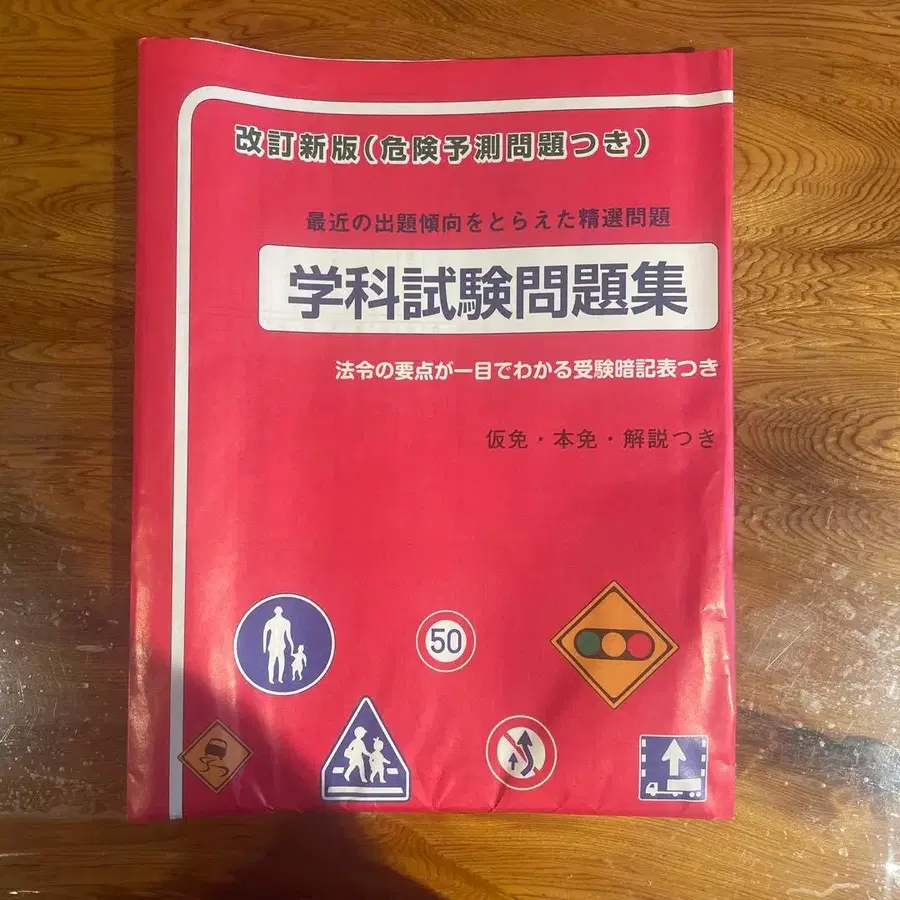 改訂新版(危険予測問題つき)
最近の出題傾向をとらえた精選問題
学科試験問題集
法令の要点が一目でわかる受験暗記表つき
仮免・本免・解説つき
50